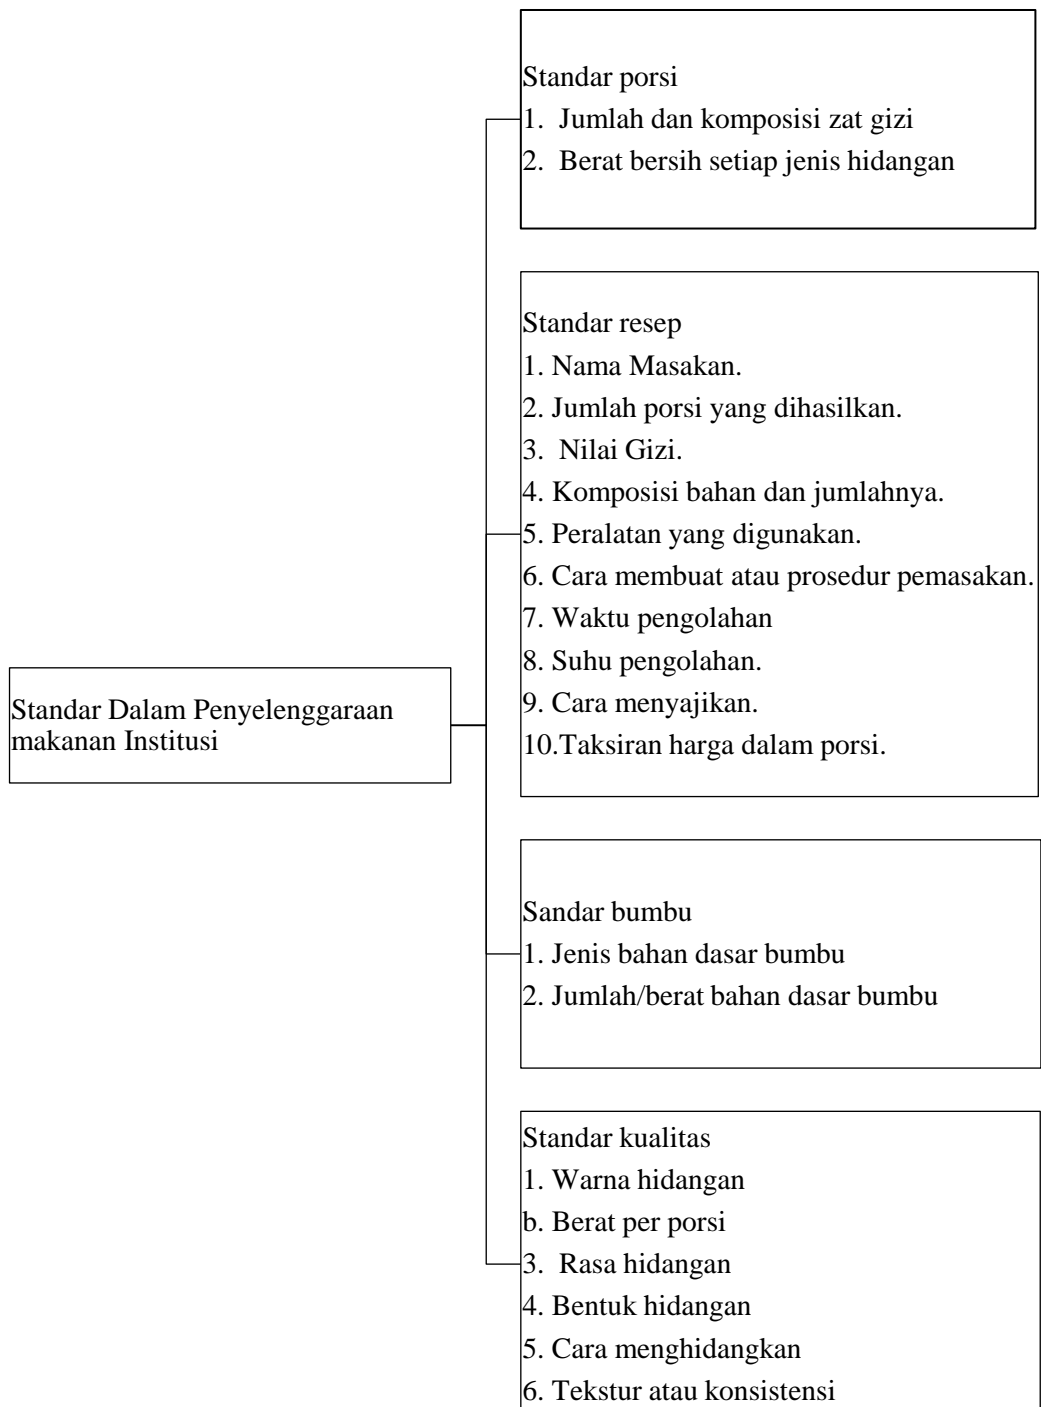 Standar porsi
1. Jumlah dan komposisi zat gizi
2. Berat bersih setiap jenis hidangan
Standar resep
1. Nama Masakan.
2. Jumlah porsi yang dihasilkan.
3. Nilai Gizi.
4. Komposisi bahan dan jumlahnya.
5. Peralatan yang digunakan.
6. Cara membuat atau prosedur pemasakan.
7. Waktu pengolahan
8. Suhu pengolahan.
9. Cara menyajikan.
10.Taksiran harga dalam porsi.
Standar Dalam Penyelenggaraan
makanan Institusi
Sandar bumbu
1. Jenis bahan dasar bumbu
2. Jumlah/berat bahan dasar bumbu
Standar kualitas
1. Warna hidangan
b. Berat per porsi
3. Rasa hidangan
4. Bentuk hidangan
5. Cara menghidangkan
6. Tekstur atau konsistensi